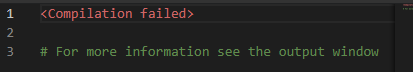 1 <Compilation failed>
2
3 # For more information see the output window